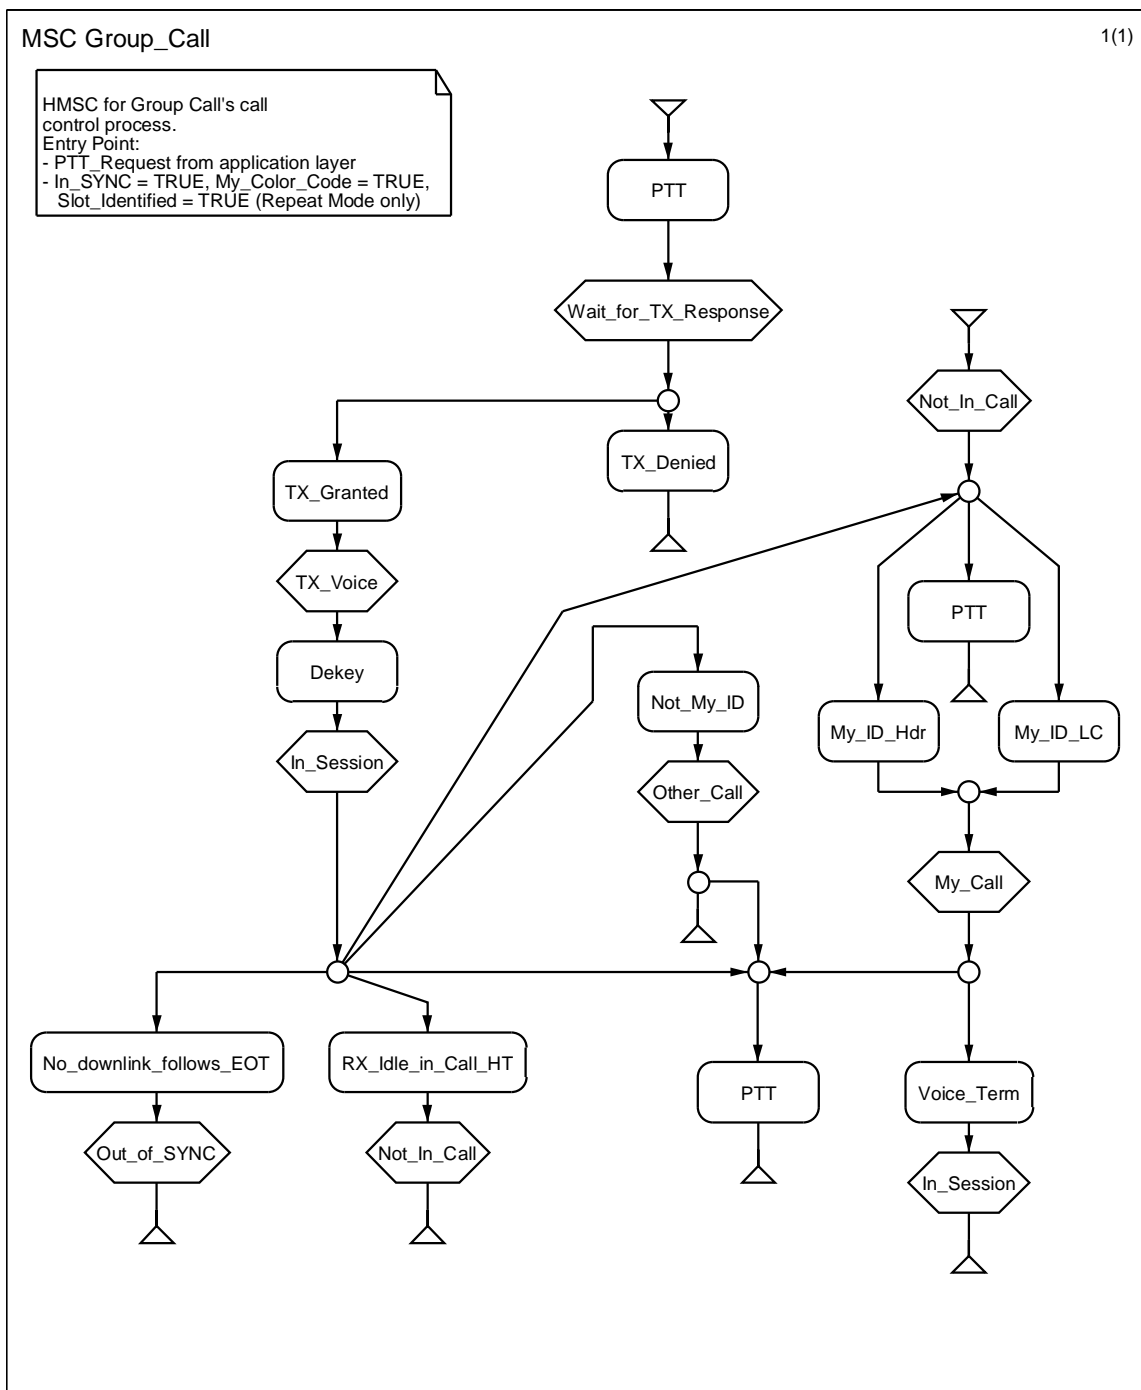 MSC Group_Call
1(1)
HMSC for Group Call's call
control process.
Entry Point:
- PTT_Request from application layer
- In_SYNC = TRUE, My_Color_Code = TRUE,
Slot_Identified = TRUE (Repeat Mode only)
PTT
Wait_for_TX_Response
Not_In_Call
TX_Denied
TX_Granted
TX_Voice
PTT
Dekey
Not_My_ID
My_ID_Hdr
My_ID_LC
In_Session
Other_Call
My_Call
No_downlink_follows_EOT
RX_Idle_in_Call_HT
PTT
Voice_Term
Out_of_SYNC
Not_In_Call
In_Session